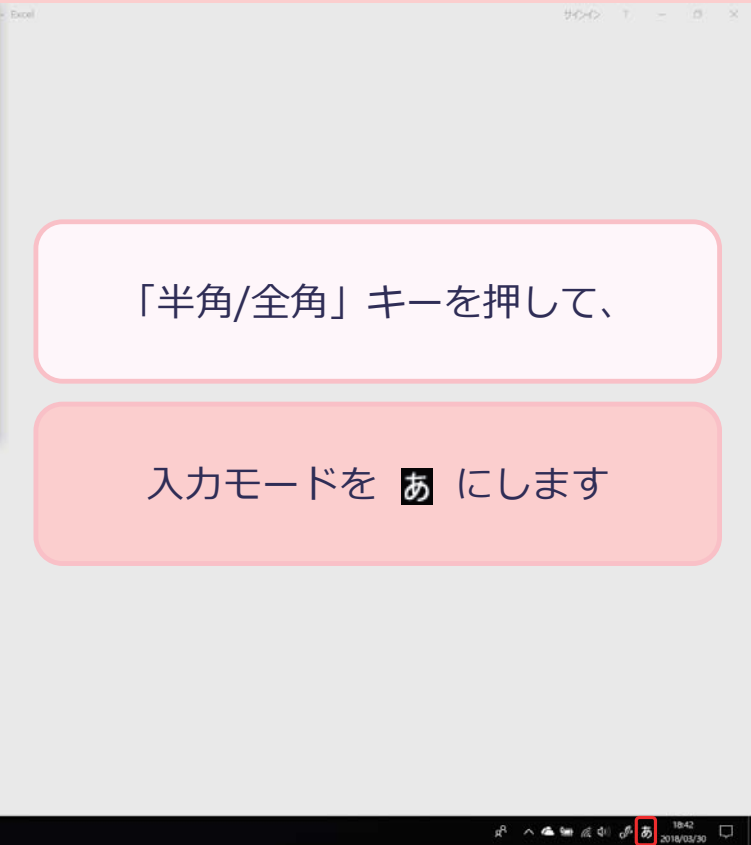 Excel
サインイン ?
「半角/全角」キーを押して、
入力モードを あ にします
あ
18:42
2018/03/30